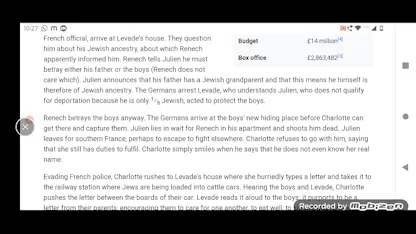 10:27
French official, arrive at Levade's house. They question
him about his Jewish ancestry, about which Renech
apparently informed him. Renech tells Julien he must
betray either his father or the boys (Renech does not
care which). Julien announces that his father has a Jewish grandparent and that this means he himself is
therefore of Jewish ancestry. The Germans arrest Levade, who understands Julien, who does not qualify
for deportation because he is only 1/8 Jewish, acted to protect the boys.
Budget £14 million[4]
Box office £2,863,482[5]
Renech betrays the boys anyway. The Germans arrive at the boys' new hiding place before Charlotte can
get there and capture them. Julien lies in wait for Renech in his apartment and shoots him dead. Julien
leaves for southern France, perhaps to escape to fight elsewhere. Charlotte refuses to go with him, saying
that she still has duties to fulfil. Charlotte simply smiles when he says that he does not even know her real
name.
Evading French police, Charlotte rushes to Levade's house where she hurriedly types a letter and takes it to
the railway station where Jews are being loaded into cattle cars. Hearing the boys and Levade, Charlotte
pushes the letter between the boards of their car. Levade reads it aloud to the boys; it purports to be a
letter from their parents, encouraging them to care for one another, to eat well, to
Recorded by mobizen